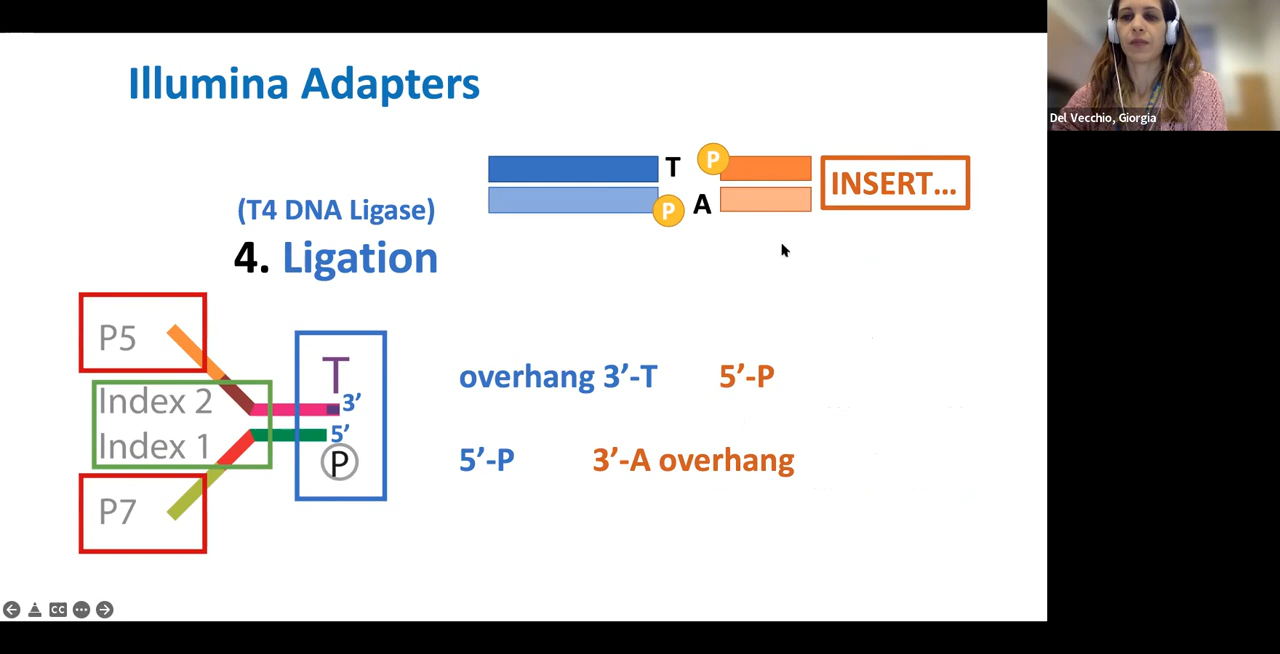 Illumina Adapters
Del Vecchio, Giorgia
T P
P A
INSERT...
(T4 DNA Ligase)
4. Ligation
P5
Index 2
Index 1
P7
T
3’
5’
P
overhang 3’-T 5’-P
5’-P 3’-A overhang
CC